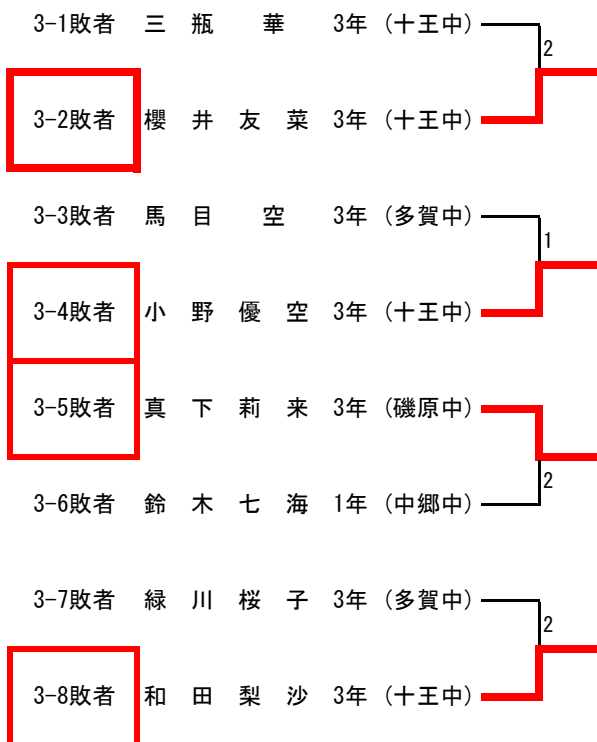 3-1敗者 三 瓶 華 3年 (十王中)
2
3-2敗者 櫻 井 友 菜 3年 (十王中)
3-3敗者 馬 目 空 3年 (多賀中)
1
3-4敗者 小 野 優 空 3年 (十王中)
3-5敗者 真 下 莉 来 3年 (磯原中)
2
3-6敗者 鈴 木 七 海 1年 (中郷中)
3-7敗者 緑 川 桜 子 3年 (多賀中)
2
3-8敗者 和 田 梨 沙 3年 (十王中)